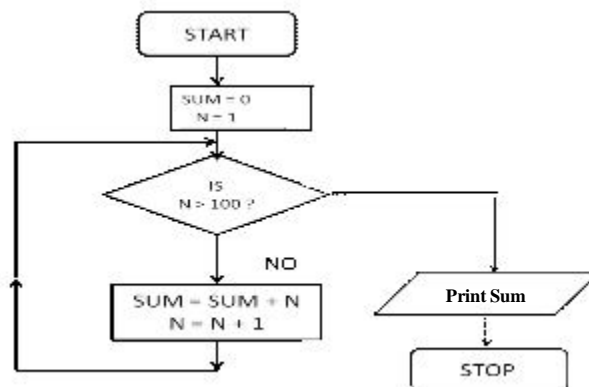 START
SUM = 0
N = 1
IS
N > 100 ?
NO
SUM = SUM + N
N = N + 1
Print Sum
STOP